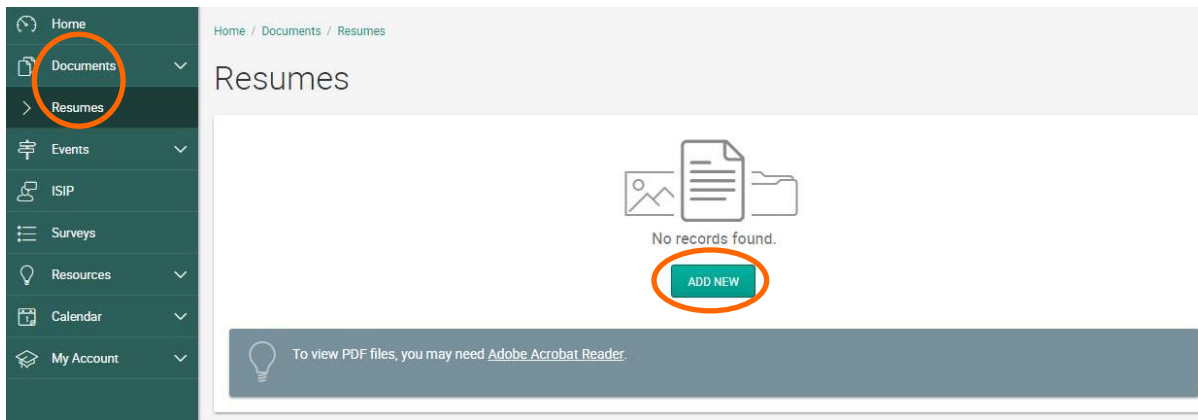 Home
Documents
Resumes
Events
ISIP
Surveys
Resources
Calendar
My Account
Home / Documents / Resumes
Resumes
No records found.
ADD NEW
To view PDF files, you may need Adobe Acrobat Reader.